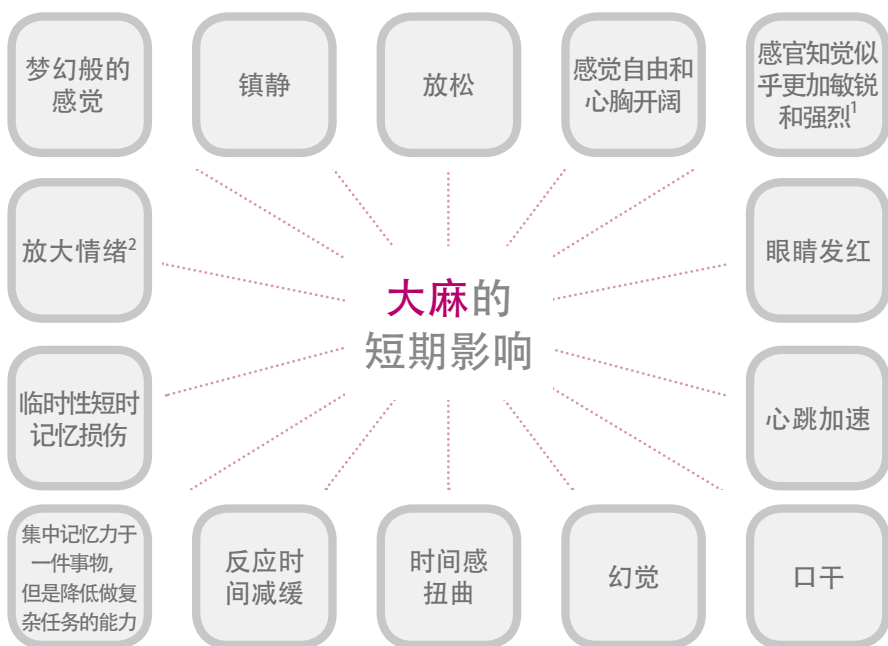 梦幻般的
感觉
镇静
放松
感觉自由和
心胸开阔
感官知觉似
乎更加敏锐
和强烈¹
放大情绪²
眼睛发红
大麻的
短期影响
临时性短时
记忆损伤
心跳加速
集中记忆力于
一件事物,
但是降低做复
杂任务的能力
反应时
间减缓
时间感
扭曲
幻觉
口干